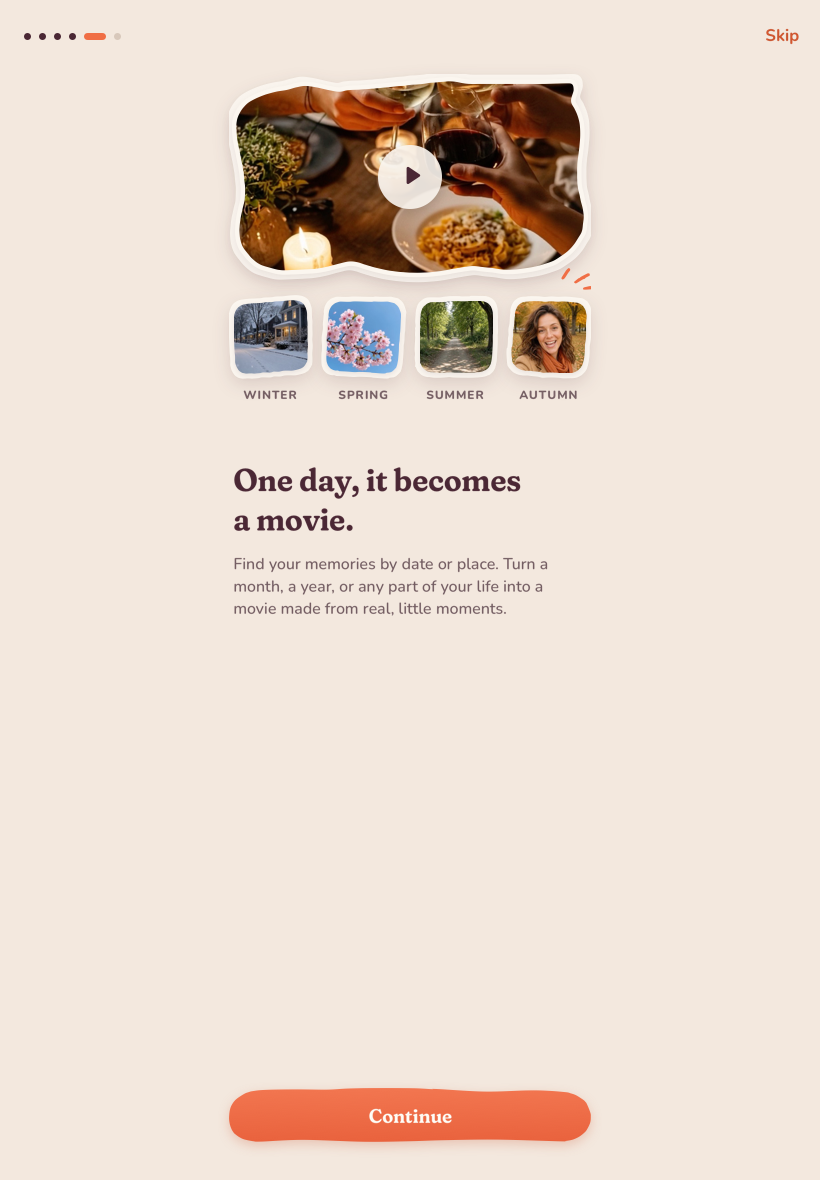 Skip
WINTER
SPRING
SUMMER
AUTUMN
One day, it becomes
a movie.
Find your memories by date or place. Turn a
month, a year, or any part of your life into a
movie made from real, little moments.
Continue